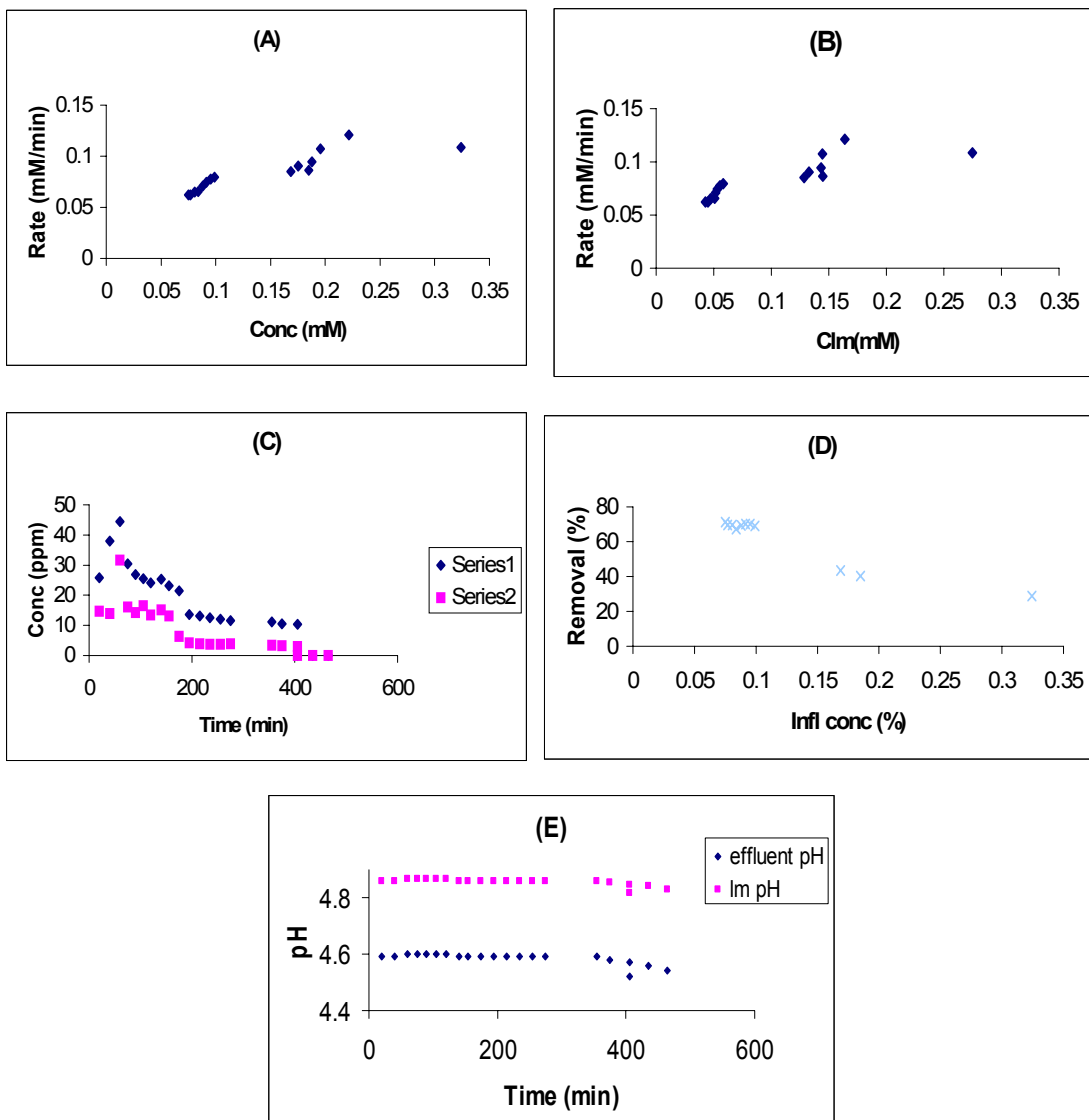 (A)
Rate (mM/min)
0.15
0.1
0.05
0
0 0.05 0.1 0.15 0.2 0.25 0.3 0.35
Conc (mM)
(B)
Rate (mM/min)
0.15
0.1
0.05
0
0 0.05 0.1 0.15 0.2 0.25 0.3 0.35
Clm(mM)
(C)
Conc (ppm)
50
40
30
20
10
0
0 200 400 600
Time (min)
Series1
Series2
(D)
Removal (%)
80
60
40
20
0
0 0.05 0.1 0.15 0.2 0.25 0.3 0.35
Infl conc (%)
(E)
effluent pH
lm pH
pH
4.8
4.6
4.4
0 200 400 600
Time (min)